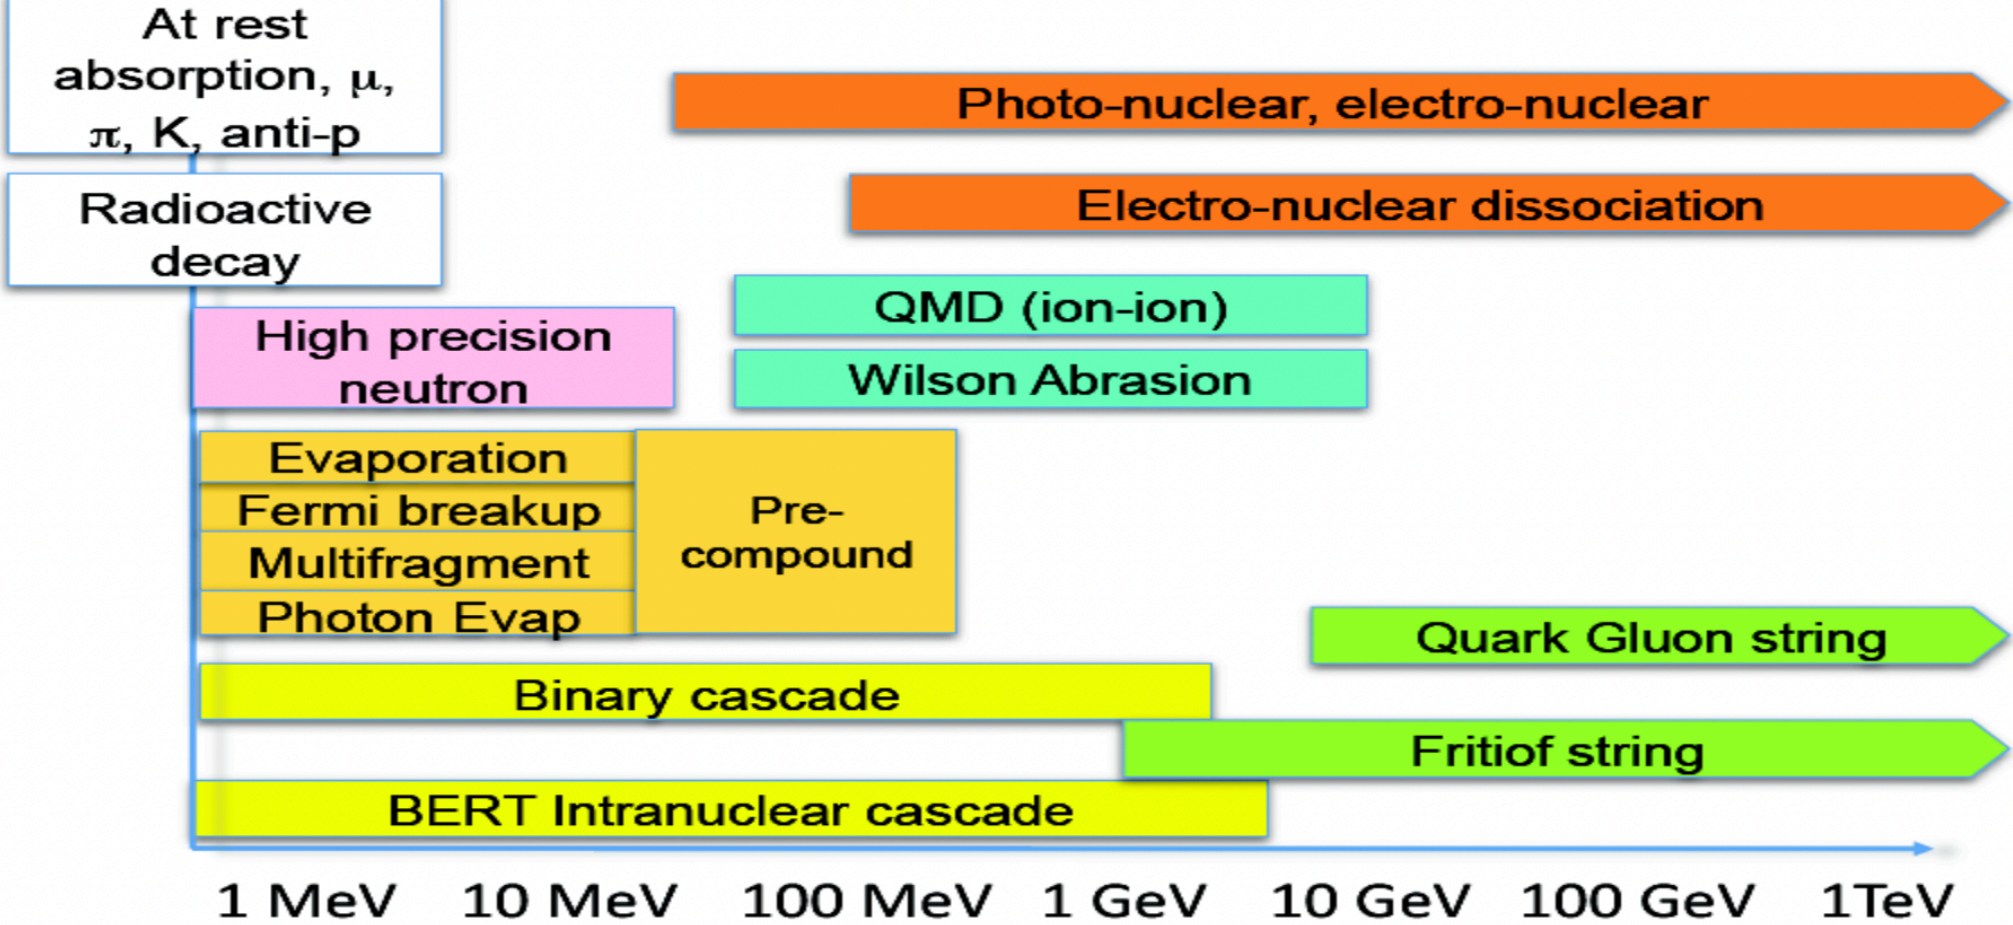 At rest
absorption, μ,
π, K, anti-p
Radioactive
decay
Photo-nuclear, electro-nuclear
Electro-nuclear dissociation
QMD (ion-ion)
Wilson Abrasion
High precision
neutron
Evaporation
Fermi breakup
Multifragment
Photon Evap
Pre-
compound
Quark Gluon string
Binary cascade
Fritiof string
BERT Intranuclear cascade
1 MeV 10 MeV 100 MeV 1 GeV 10 GeV 100 GeV 1TeV